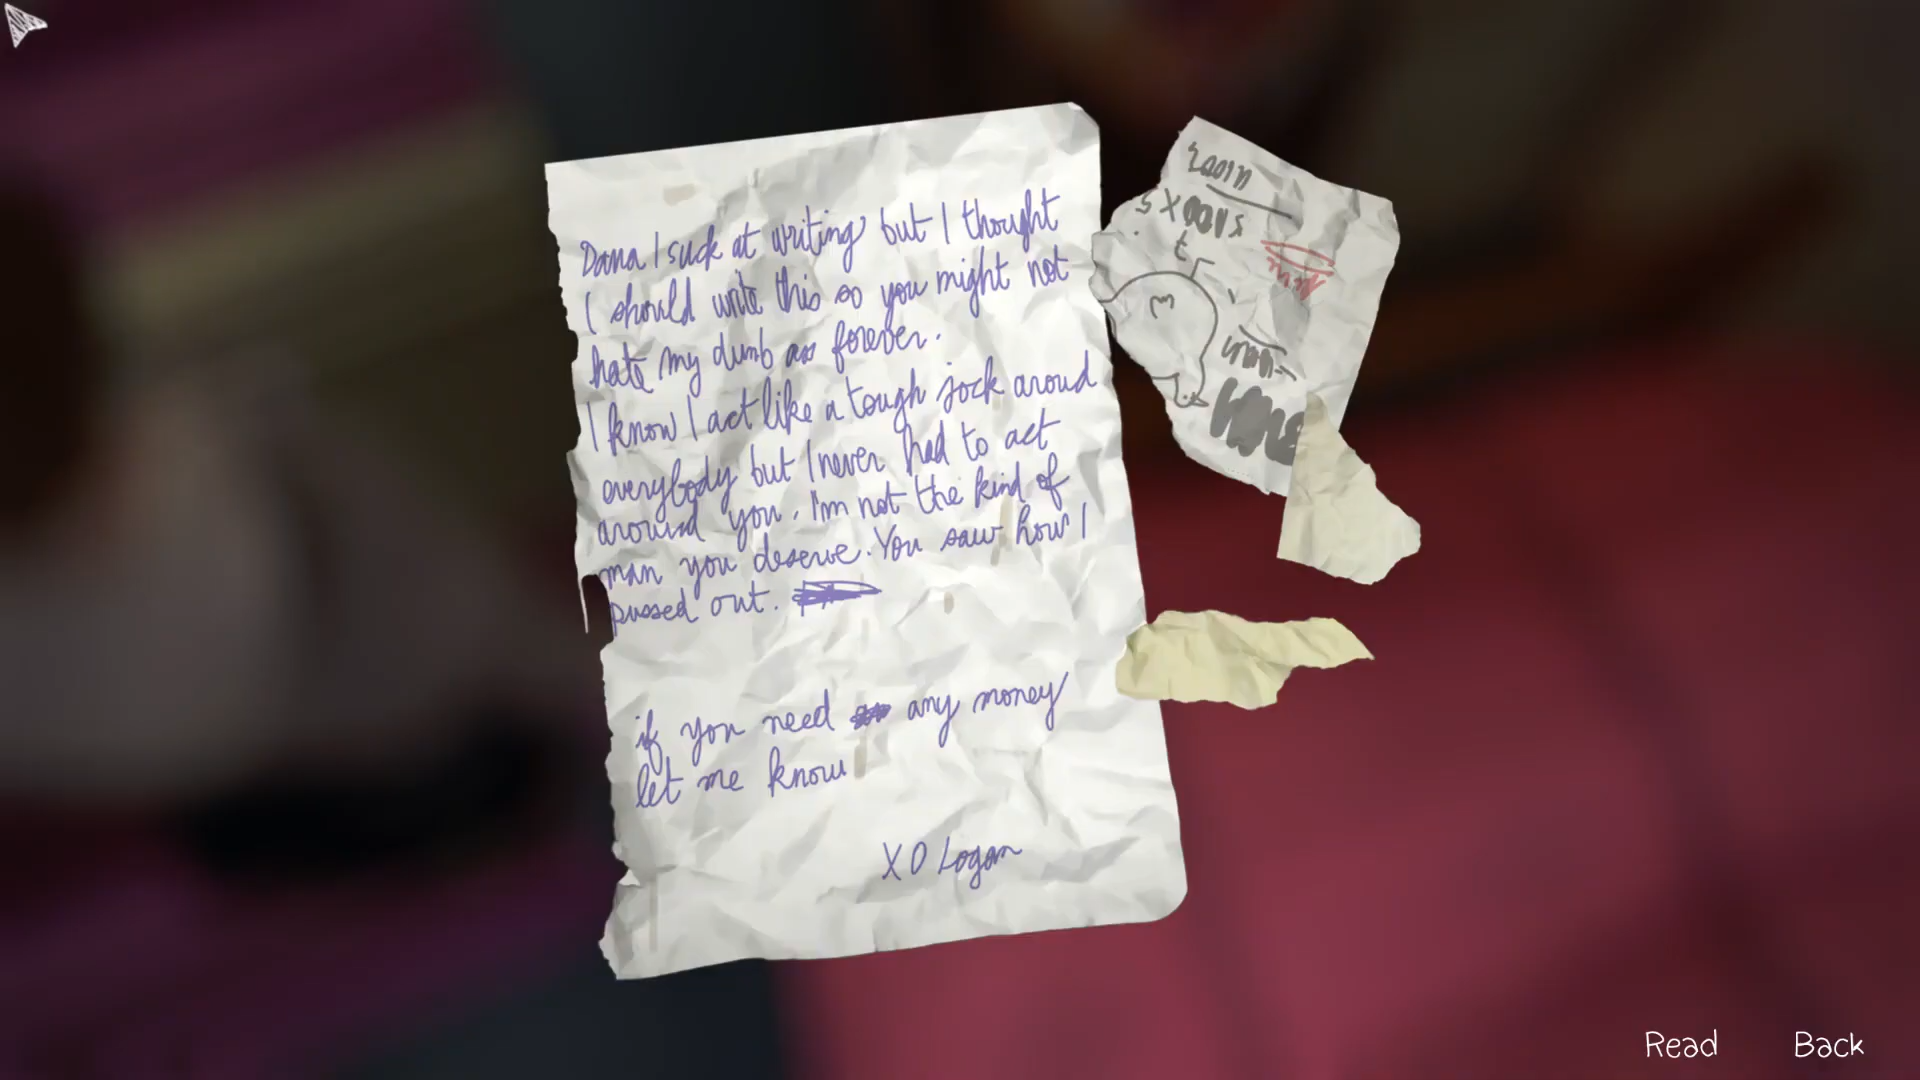 Dana I suck at writing but I thought
I should write this so you might not
hate my dumb ass forever.
I know I act like a tough jock aroud
everybody but I never had to act
around you. I'm not the kind of
man you deserve. You saw how I
pussed out.
if you need any money
let me know
XO Logan
Read
Back